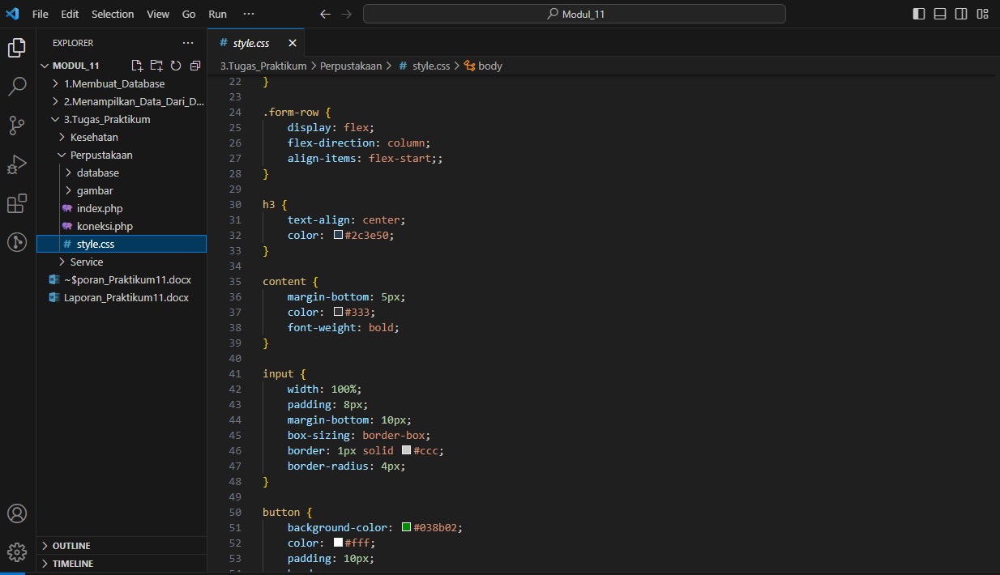 File Edit Selection View Go Run ···
Modul_11
EXPLORER ···
# style.css
MODUL_11
3.Tugas_Praktikum > Perpustakaan > # style.css > body
1.Membuat_Database
2.Menampilkan_Data_Dari_D...
3.Tugas_Praktikum
Kesehatan
Perpustakaan
database
gambar
index.php
koneksi.php
# style.css
Service
~$poran_Praktikum11.docx
Laporan_Praktikum11.docx
OUTLINE
TIMELINE
22 }
23
24 .form-row {
25 display: flex;
26 flex-direction: column;
27 align-items: flex-start;;
28 }
29
30 h3 {
31 text-align: center;
32 color: #2c3e50;
33 }
34
35 content {
36 margin-bottom: 5px;
37 color: #333;
38 font-weight: bold;
39 }
40
41 input {
42 width: 100%;
43 padding: 8px;
44 margin-bottom: 10px;
45 box-sizing: border-box;
46 border: 1px solid #ccc;
47 border-radius: 4px;
48 }
49
50 button {
51 background-color: #038b02;
52 color: #fff;
53 padding: 10px;